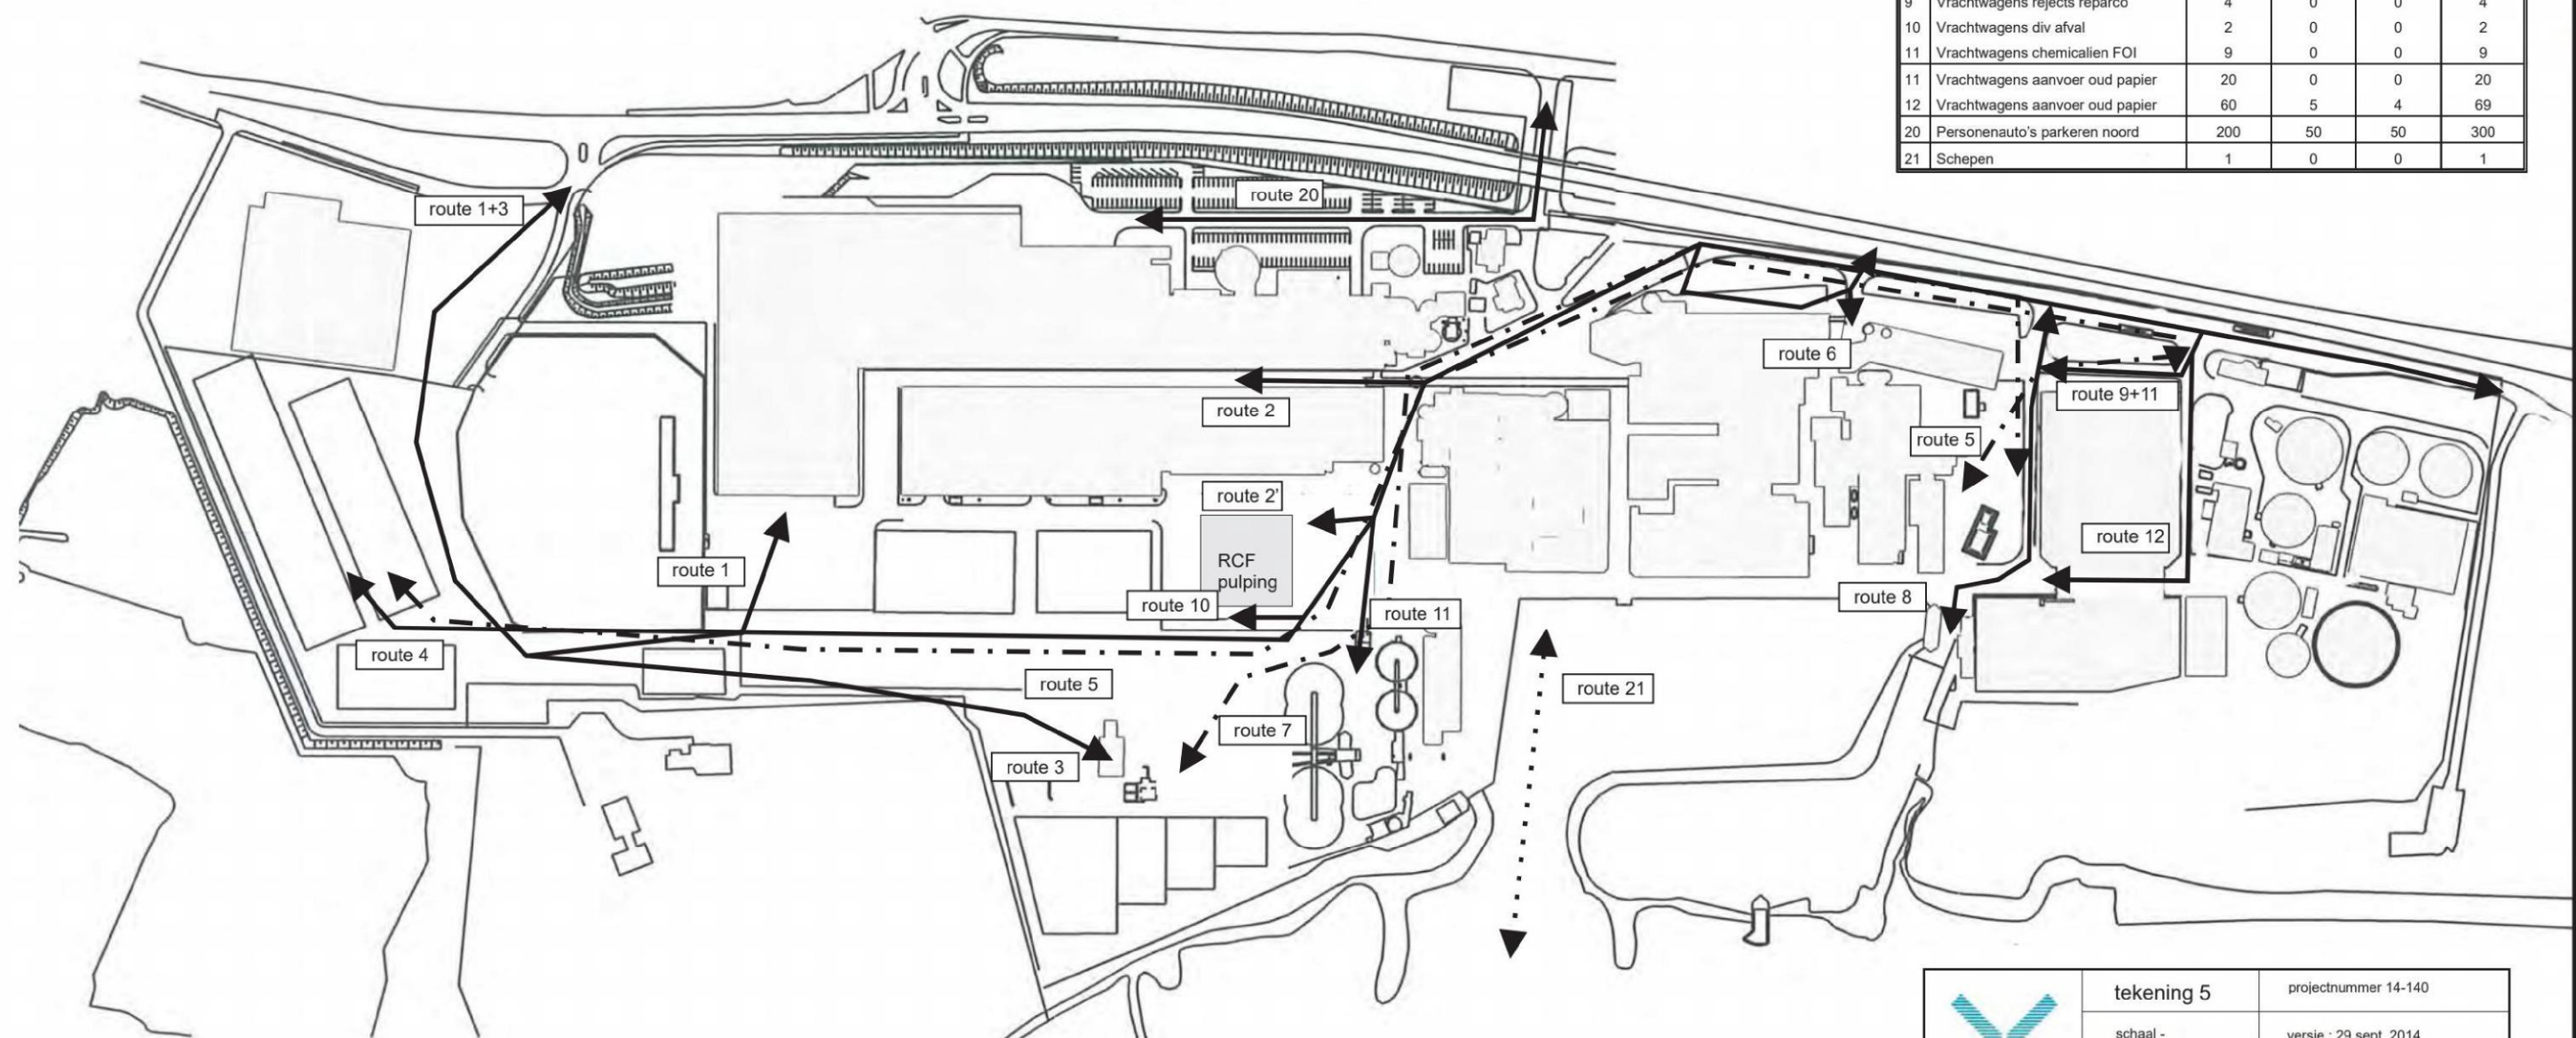 9 Vrachtwagens rejects reparco 4 0 0 4
10 Vrachtwagens div afval 2 0 0 2
11 Vrachtwagens chemicalien FOI 9 0 0 9
11 Vrachtwagens aanvoer oud papier 20 0 0 20
12 Vrachtwagens aanvoer oud papier 60 5 4 69
20 Personenauto's parkeren noord 200 50 50 300
21 Schepen 1 0 0 1
route 1+3
route 20
route 6
route 2
route 9+11
route 5
route 2'
RCF
pulping
route 12
route 1
route 10
route 11
route 8
route 4
route 5
route 21
route 7
route 3
tekening 5
projectnummer 14-140
schaal -
versie : 29 sept. 2014